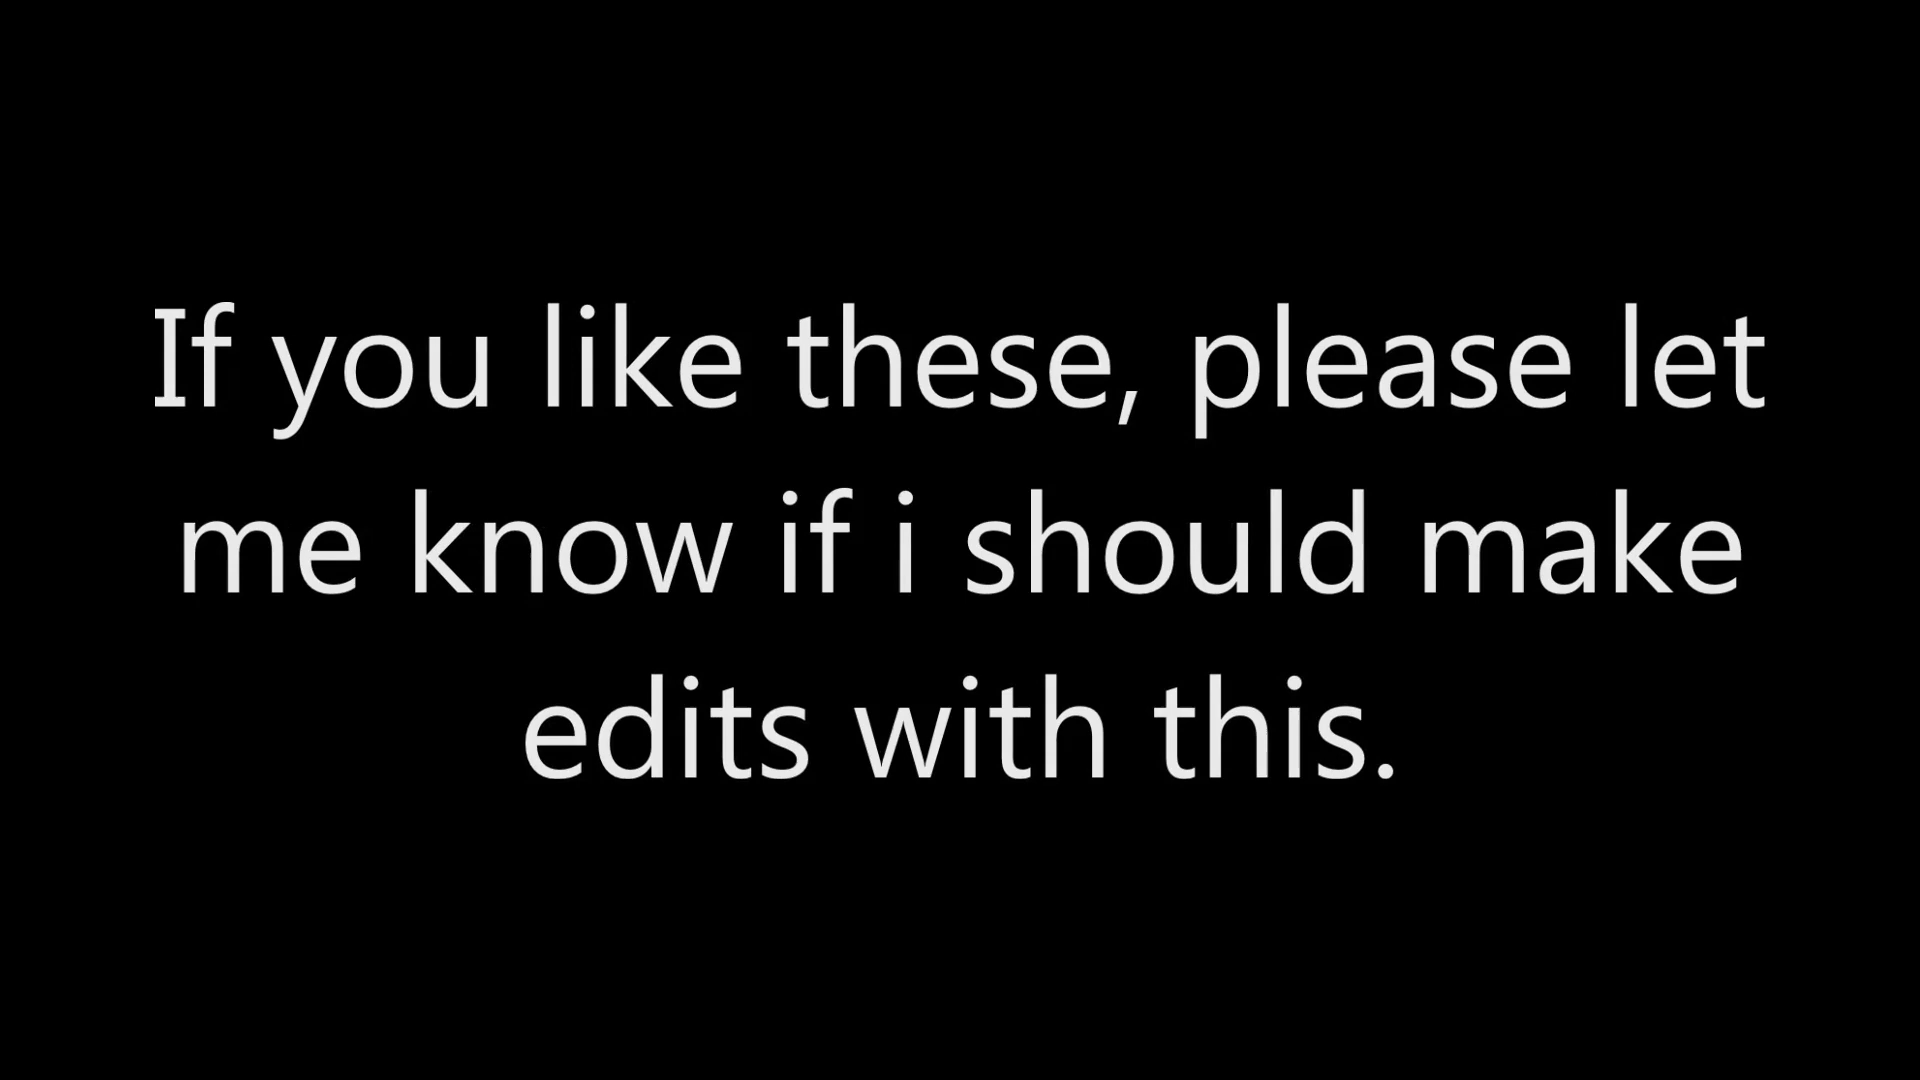 If you like these, please let
me know if i should make
edits with this.